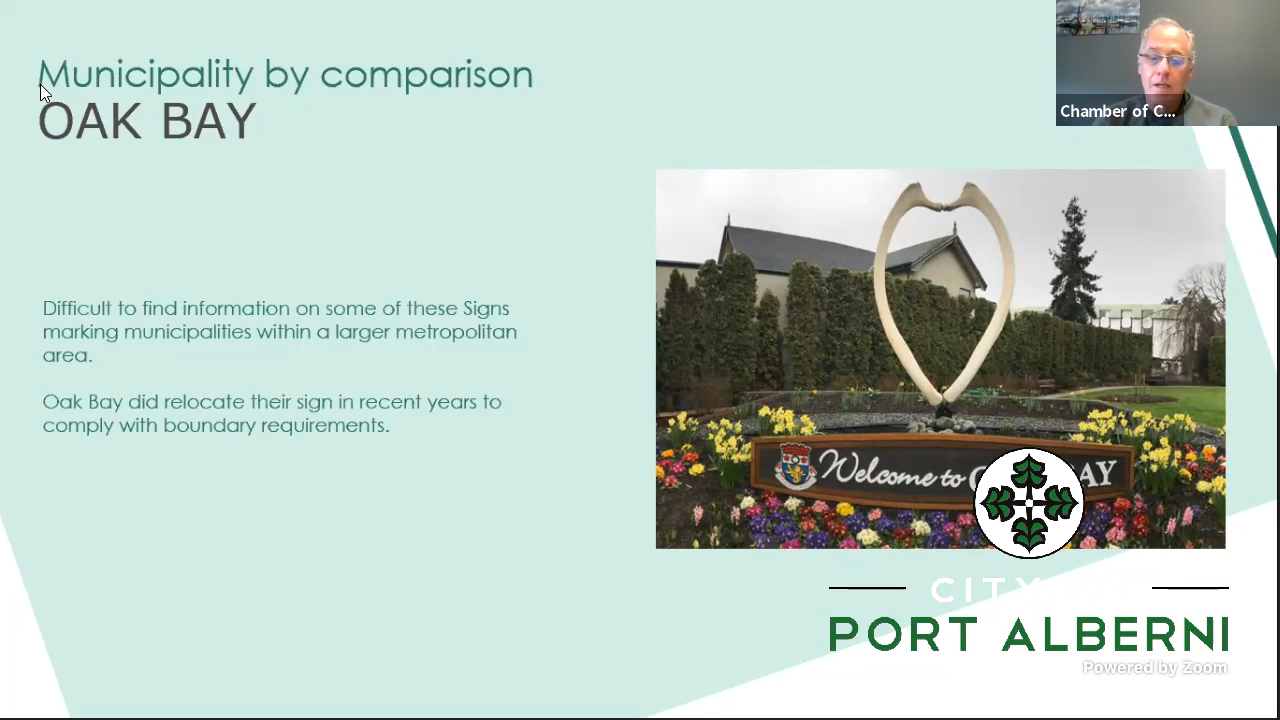 Municipality by comparison
OAK BAY
Chamber of C...
Difficult to find information on some of these Signs
marking municipalities within a larger metropolitan
area.
Oak Bay did relocate their sign in recent years to
comply with boundary requirements.
Welcome to
BAY
CITY
PORT ALBERNI
Powered by Zoom